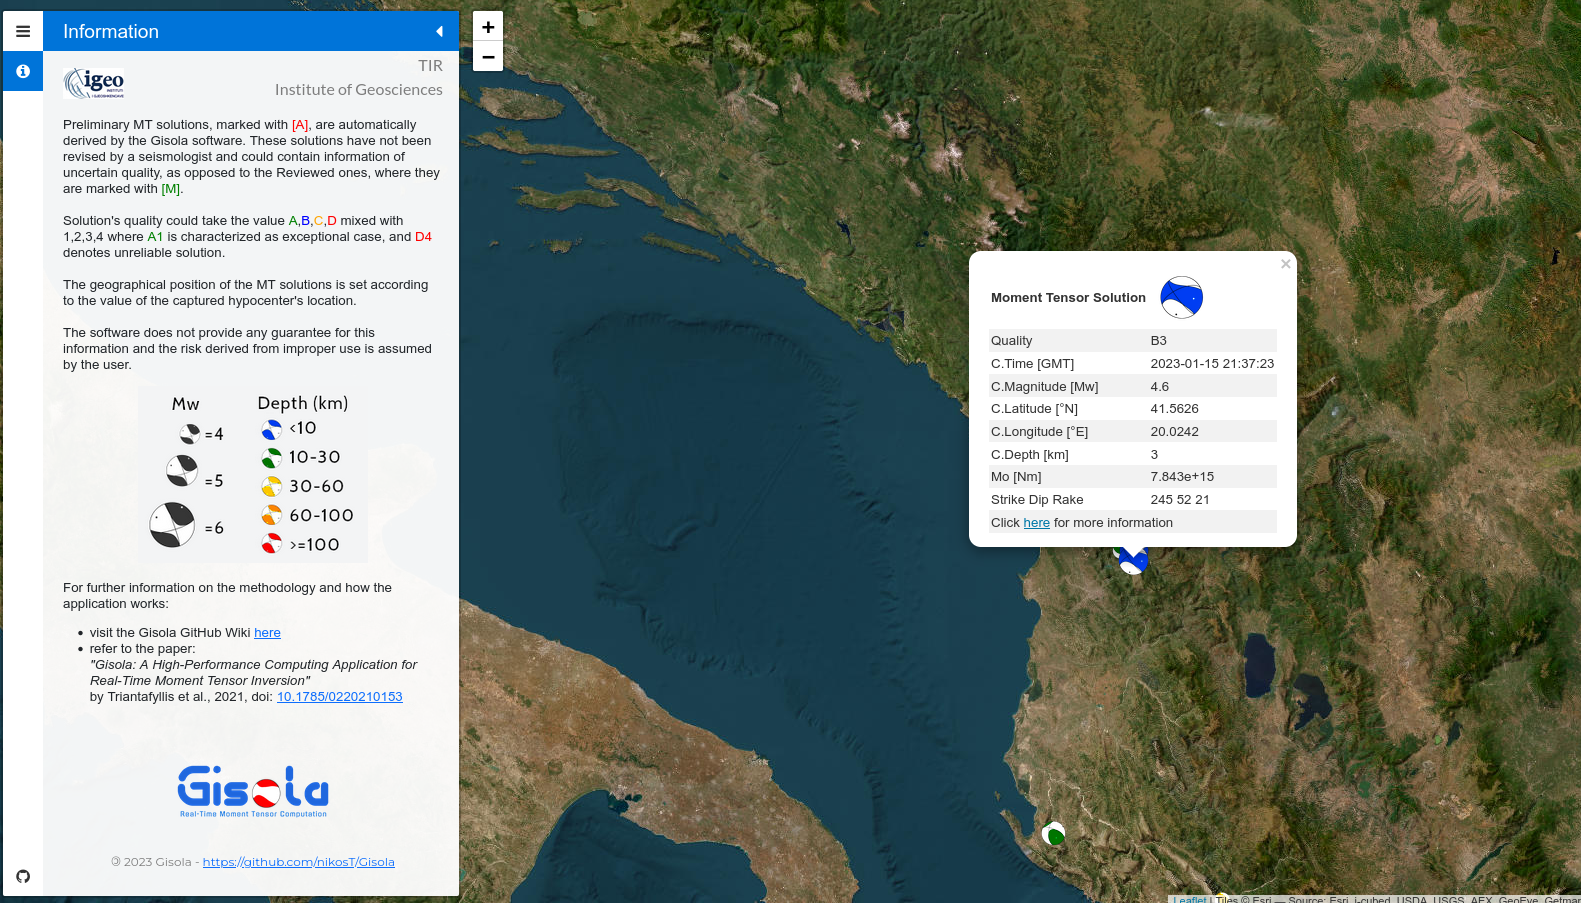 Information
igeo
TIR
Institute of Geosciences
Preliminary MT solutions, marked with [A], are automatically
derived by the Gisola software. These solutions have not been
revised by a seismologist and could contain information of
uncertain quality, as opposed to the Reviewed ones, where they
are marked with [M].
Solution's quality could take the value A,B,C,D mixed with
1,2,3,4 where A1 is characterized as exceptional case, and D4
denotes unreliable solution.
The geographical position of the MT solutions is set according
to the value of the captured hypocenter's location.
The software does not provide any guarantee for this
information and the risk derived from improper use is assumed
by the user.
Mw
=4
=5
=6
Depth (km)
<10
10-30
30-60
60-100
>=100
For further information on the methodology and how the
application works:
• visit the Gisola GitHub Wiki here
• refer to the paper:
"Gisola: A High-Performance Computing Application for
Real-Time Moment Tensor Inversion"
by Triantafyllis et al., 2021, doi: 10.1785/0220210153
Gisola
Real-Time Moment Tensor Computation
2023 Gisola - https://github.com/nikosT/Gisola
+
−
×
Moment Tensor Solution
Quality B3
C.Time [GMT] 2023-01-15 21:37:23
C.Magnitude [Mw] 4.6
C.Latitude [°N] 41.5626
C.Longitude [°E] 20.0242
C.Depth [km] 3
Mo [Nm] 7.843e+15
Strike Dip Rake 245 52 21
Click here for more information
Leaflet | Tiles © Esri — Source: Esri, i-cubed, USDA, USGS, AEX, GeoEye, Getmap